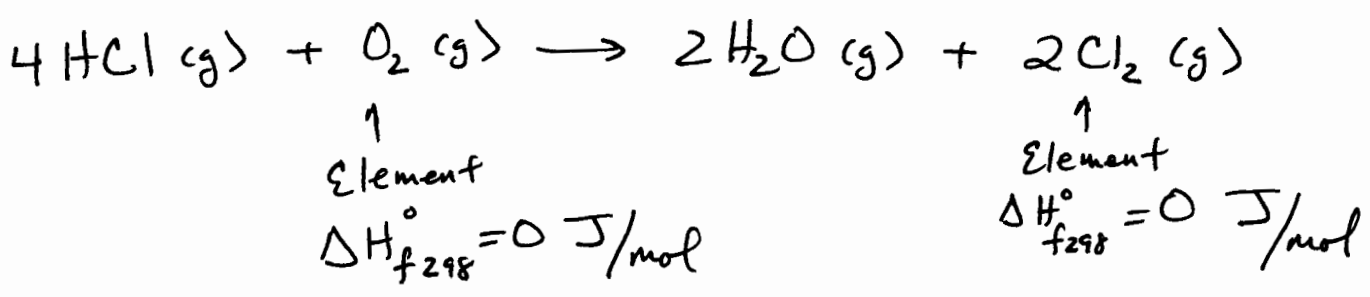 4 HCl (g) + O₂ (g) ⟶ 2 H₂O (g) + 2 Cl₂ (g)
↑ ↑
Element Element
ΔH°f298 = 0 J/mol ΔH°f298 = 0 J/mol